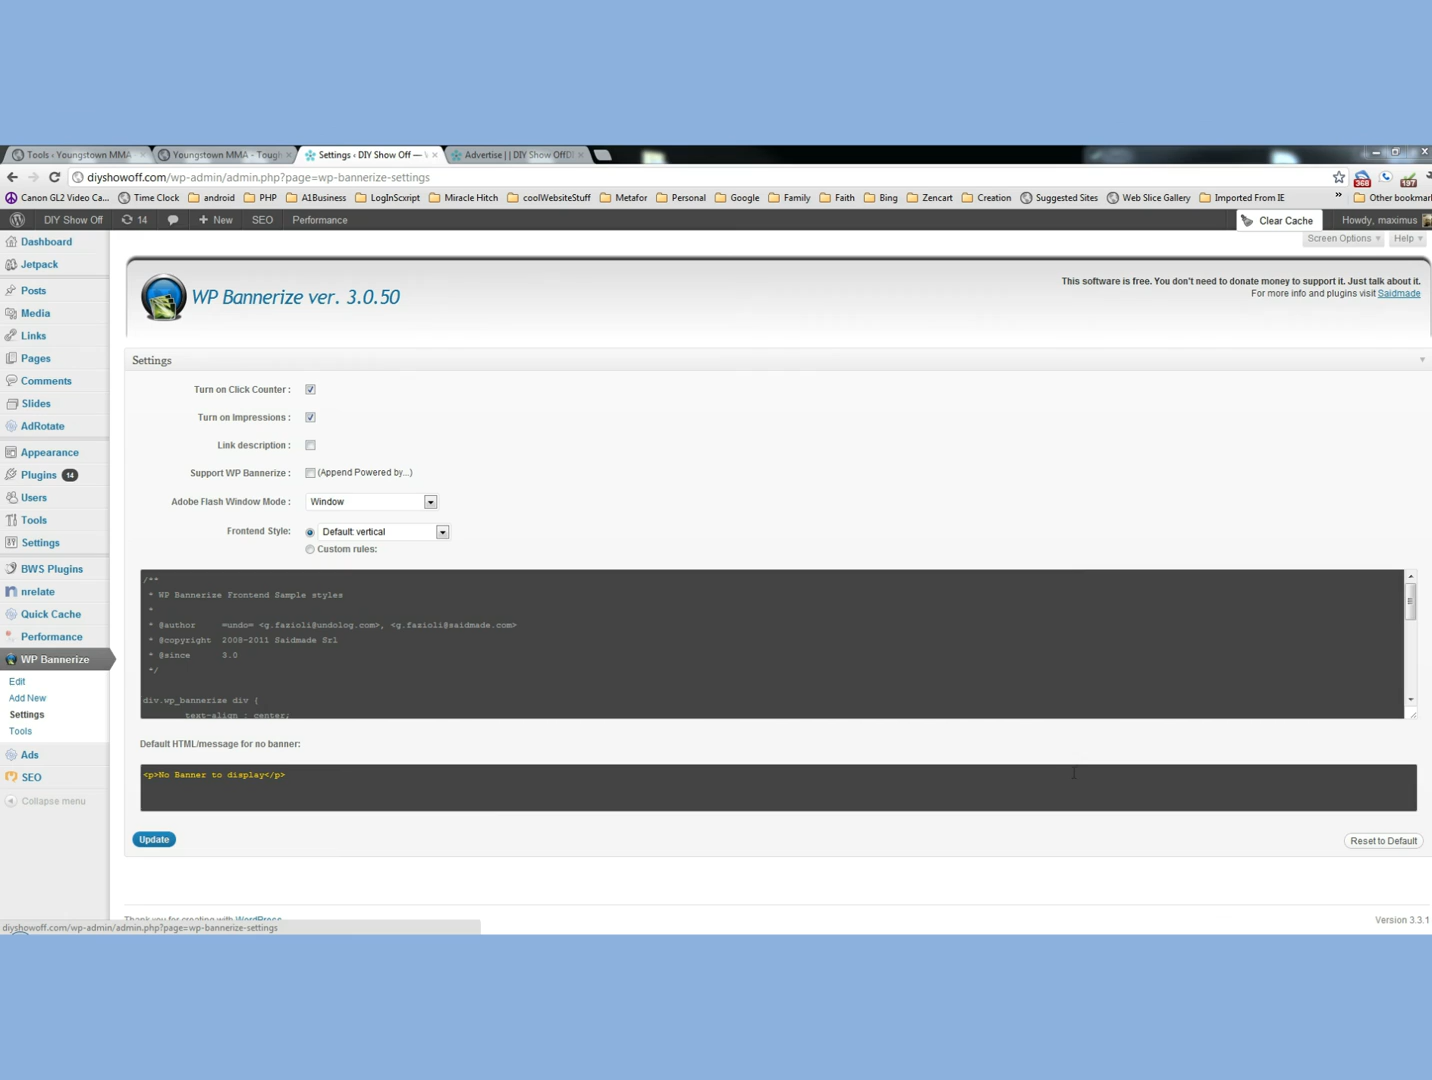 Tools ‹ Youngstown MMA
Youngstown MMA - Tough
Settings ‹ DIY Show Off —
Advertise | | DIY Show OffDI
diyshowoff.com/wp-admin/admin.php?page=wp-bannerize-settings
368
197
Canon GL2 Video Ca...
Time Clock
android
PHP
A1Business
LogInScxript
Miracle Hitch
coolWebsiteStuff
Metafor
Personal
Google
Family
Faith
Bing
Zencart
Creation
Suggested Sites
Web Slice Gallery
Imported From IE
»
Other bookmar
DIY Show Off
14
+ New
SEO
Performance
Clear Cache
Howdy, maximus
Screen Options
Help
Dashboard
Jetpack
Posts
Media
Links
Pages
Comments
Slides
AdRotate
Appearance
Plugins 14
Users
Tools
Settings
BWS Plugins
nrelate
Quick Cache
Performance
WP Bannerize
Edit
Add New
Settings
Tools
Ads
SEO
Collapse menu
WP Bannerize ver. 3.0.50
This software is free. You don't need to donate money to support it. Just talk about it.
For more info and plugins visit Saidmade
Settings
Turn on Click Counter :
Turn on Impressions :
Link description :
Support WP Bannerize : (Append Powered by...)
Adobe Flash Window Mode : Window
Frontend Style: Default: vertical
Custom rules:
/**
* WP Bannerize Frontend Sample styles
*
* @author =undo= <g.fazioli@undolog.com>, <g.fazioli@saidmade.com>
* @copyright 2008-2011 Saidmade Srl
* @since 3.0
*/
div.wp_bannerize div {
text-align : center;
Default HTML/message for no banner:
<p>No Banner to display</p>
Update
Reset to Default
Thank you for creating with WordPress
Version 3.3.1
diyshowoff.com/wp-admin/admin.php?page=wp-bannerize-settings